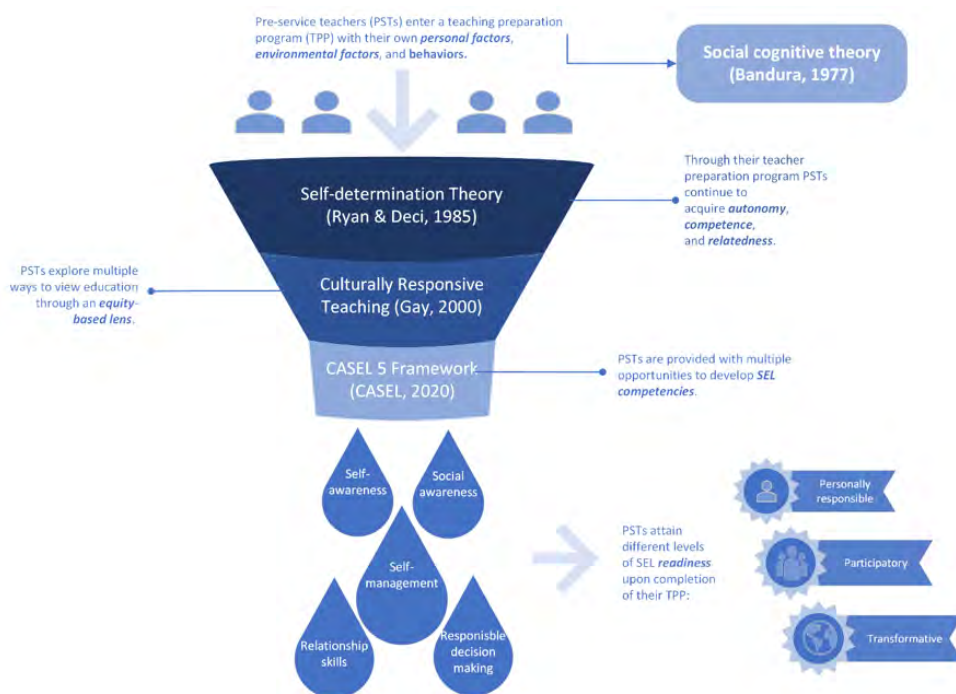 Pre-service teachers (PSTs) enter a teaching preparation
program (TPP) with their own personal factors,
environmental factors, and behaviors.
Social cognitive theory
(Bandura, 1977)
Self-determination Theory
(Ryan & Deci, 1985)
Through their teacher
preparation program PSTs
continue to
acquire autonomy,
competence,
and relatedness.
PSTs explore multiple
ways to view education
through an equity-
based lens.
Culturally Responsive
Teaching (Gay, 2000)
CASEL 5 Framework
(CASEL, 2020)
PSTs are provided with multiple
opportunities to develop SEL
competencies.
Self-
awareness
Social
awareness
Self-
management
Relationship
skills
Responisble
decision
making
PSTs attain
different levels
of SEL readiness
upon completion
of their TPP:
Personally
responsible
Participatory
Transformative